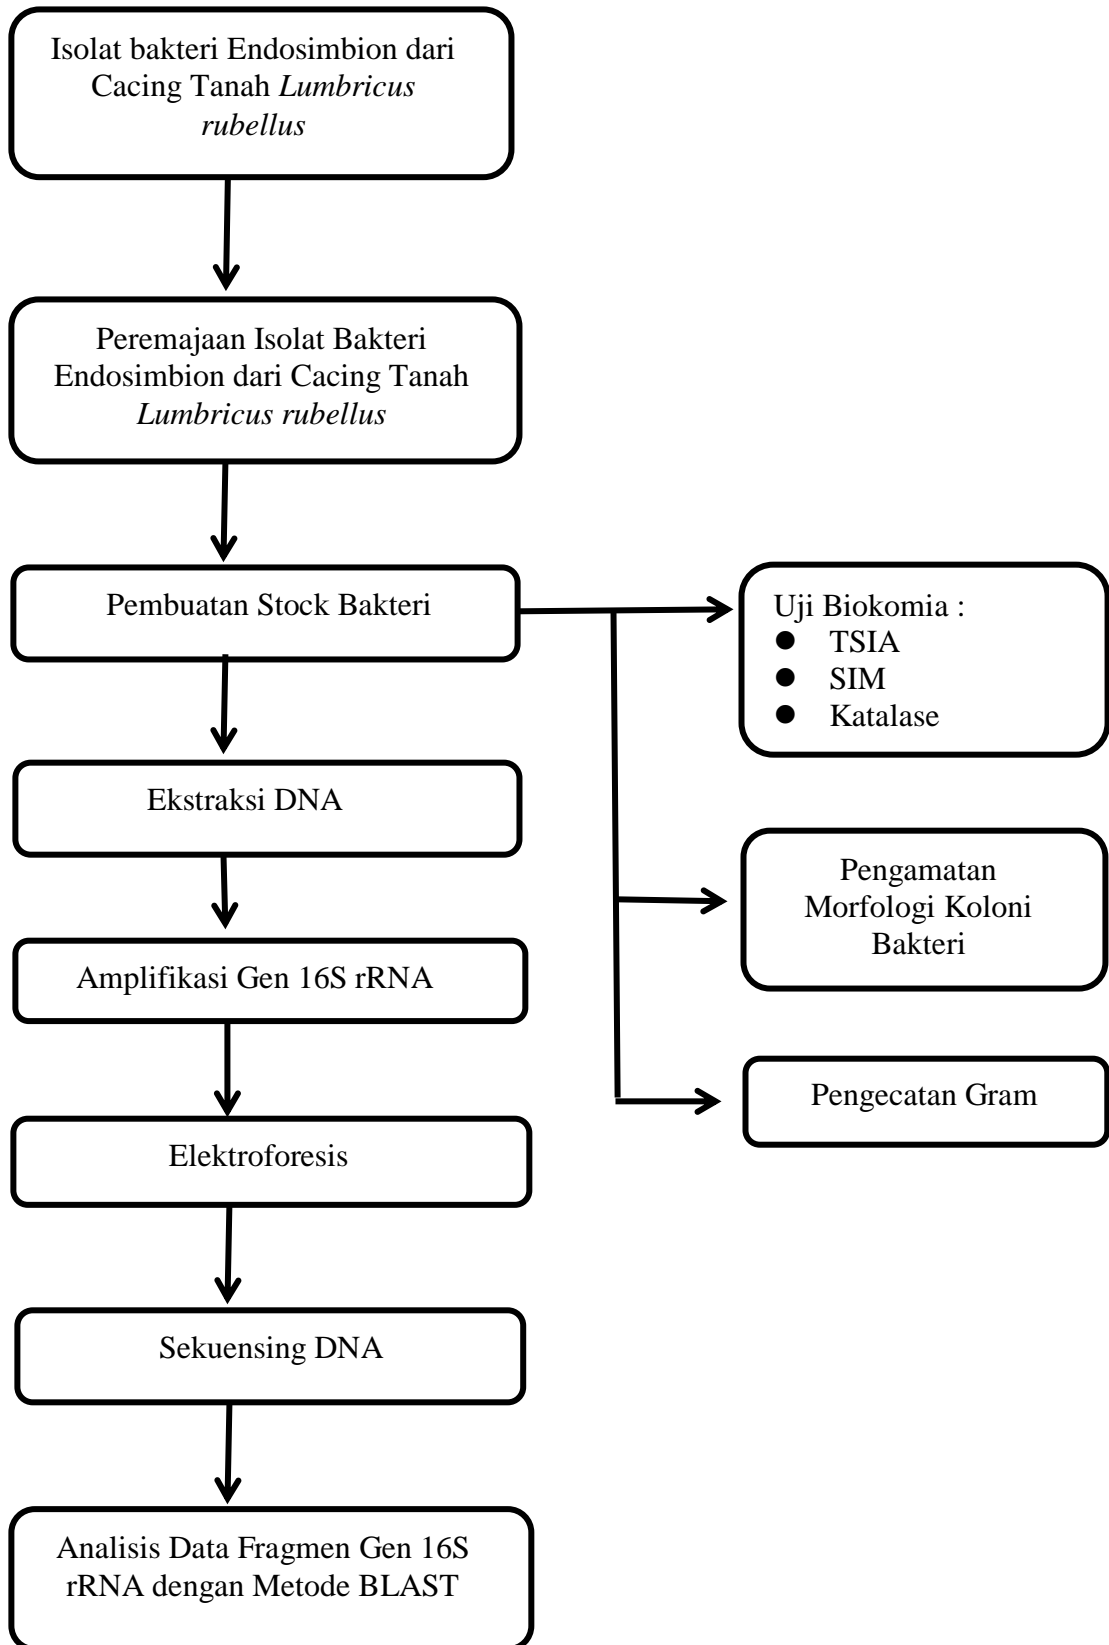 Isolat bakteri Endosimbion dari
Cacing Tanah Lumbricus
rubellus
Peremajaan Isolat Bakteri
Endosimbion dari Cacing Tanah
Lumbricus rubellus
Pembuatan Stock Bakteri
Uji Biokomia :
● TSIA
● SIM
● Katalase
Ekstraksi DNA
Pengamatan
Morfologi Koloni
Bakteri
Amplifikasi Gen 16S rRNA
Pengecatan Gram
Elektroforesis
Sekuensing DNA
Analisis Data Fragmen Gen 16S
rRNA dengan Metode BLAST